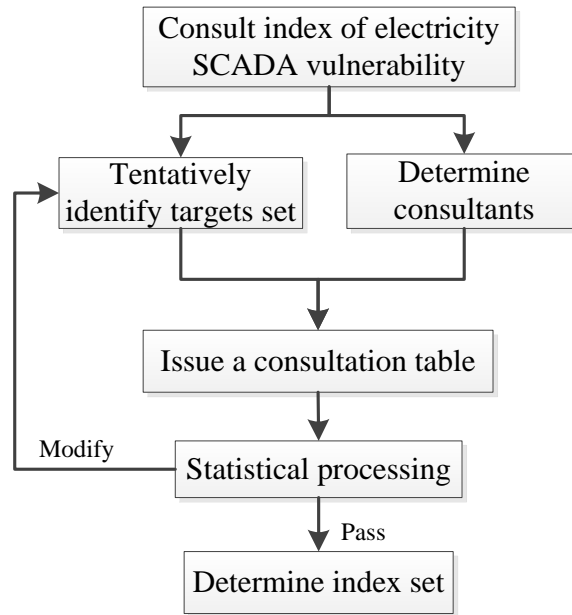 Consult index of electricity
SCADA vulnerability
Tentatively
identify targets set
Determine
consultants
Issue a consultation table
Modify
Statistical processing
Pass
Determine index set